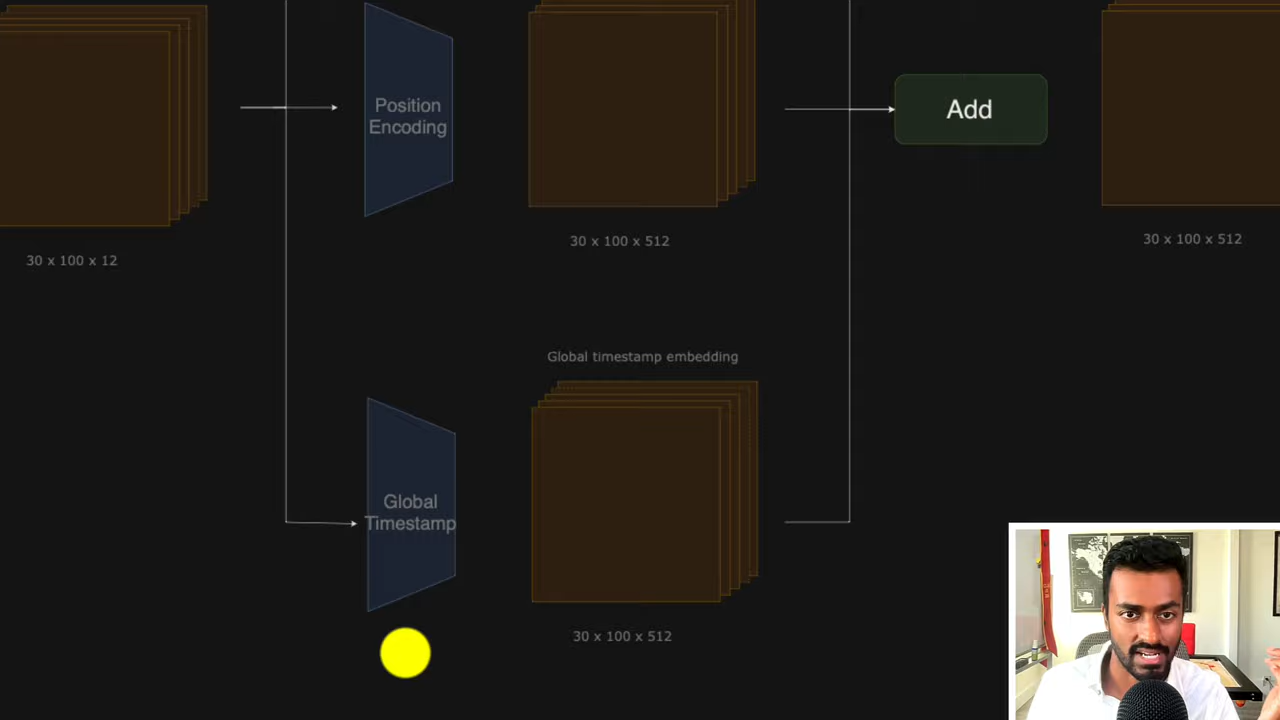 Position
Encoding
Add
30 x 100 x 12
30 x 100 x 512
30 x 100 x 512
Global timestamp embedding
Global
Timestamp
30 x 100 x 512